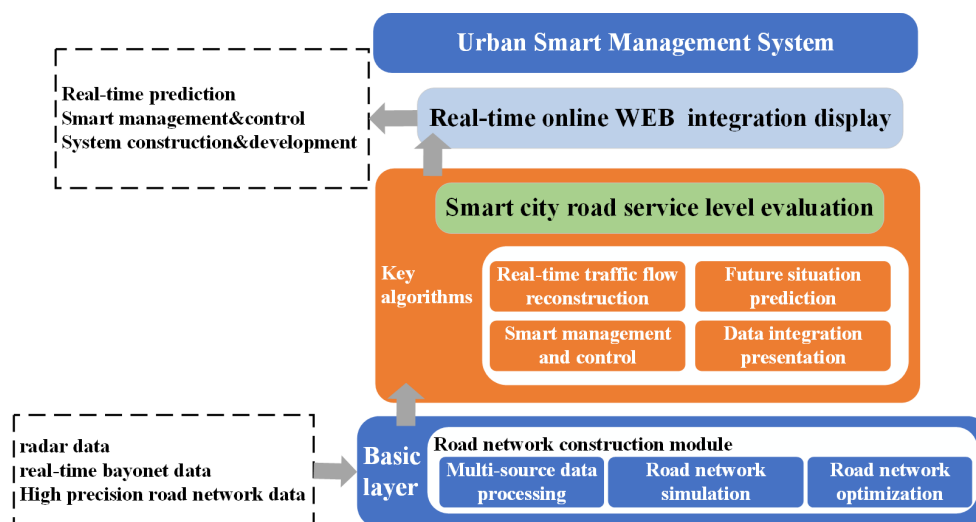 Urban Smart Management System
Real-time prediction
Smart management&control
System construction&development
Real-time online WEB integration display
Smart city road service level evaluation
Key
algorithms
Real-time traffic flow
reconstruction
Future situation
prediction
Smart management
and control
Data integration
presentation
radar data
real-time bayonet data
High precision road network data
Basic
layer
Road network construction module
Multi-source data
processing
Road network
simulation
Road network
optimization